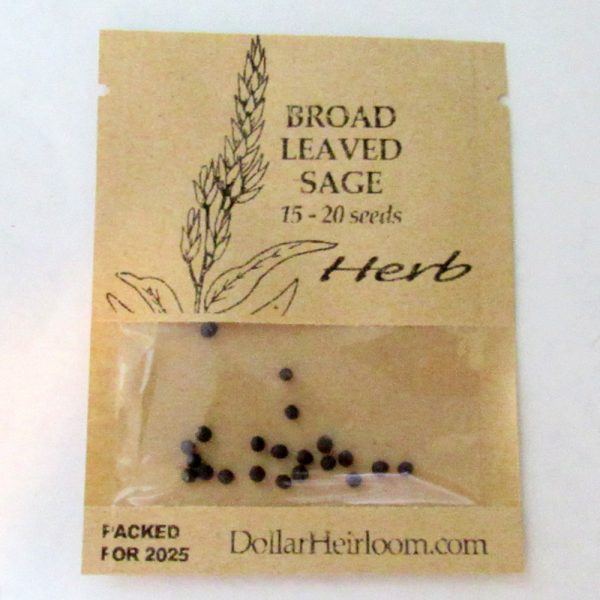 BROAD
LEAVED
SAGE
15 - 20 seeds
Herb
PACKED
FOR 2025
DollarHeirloom.com